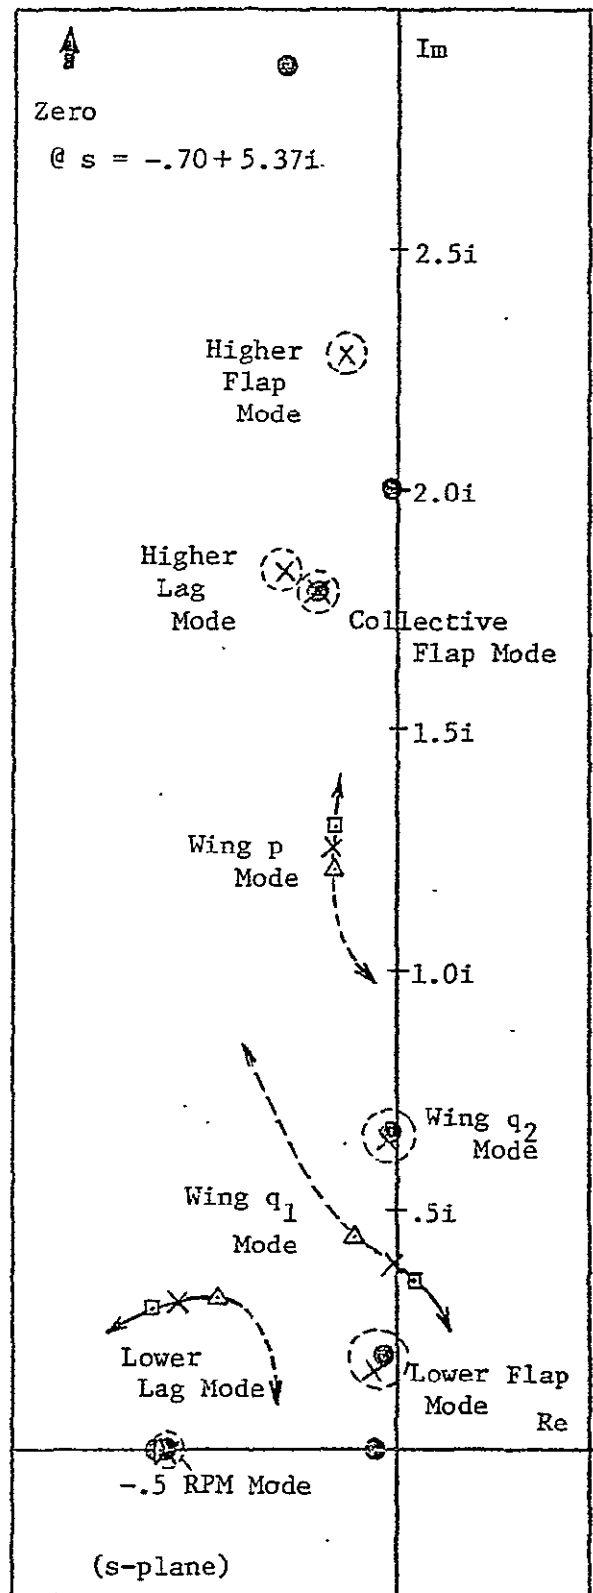 Im
Zero
@ s = -.70+5.37i
2.5i
Higher
Flap
Mode
2.0i
Higher
Lag
Mode
Collective
Flap Mode
1.5i
Wing p
Mode
1.0i
Wing q2
Mode
Wing q1
Mode
.5i
Lower
Lag Mode
Lower Flap
Mode
Re
-.5 RPM Mode
(s-plane)